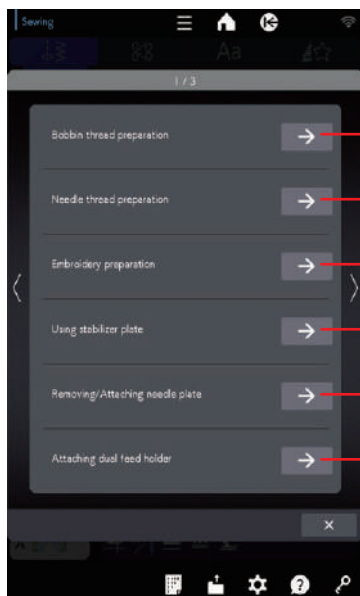 Sewing
Aa
1 / 3
Bobbin thread preparation
Needle thread preparation
Embroidery preparation
Using stabilizer plate
Removing/Attaching needle plate
Attaching dual feed holder